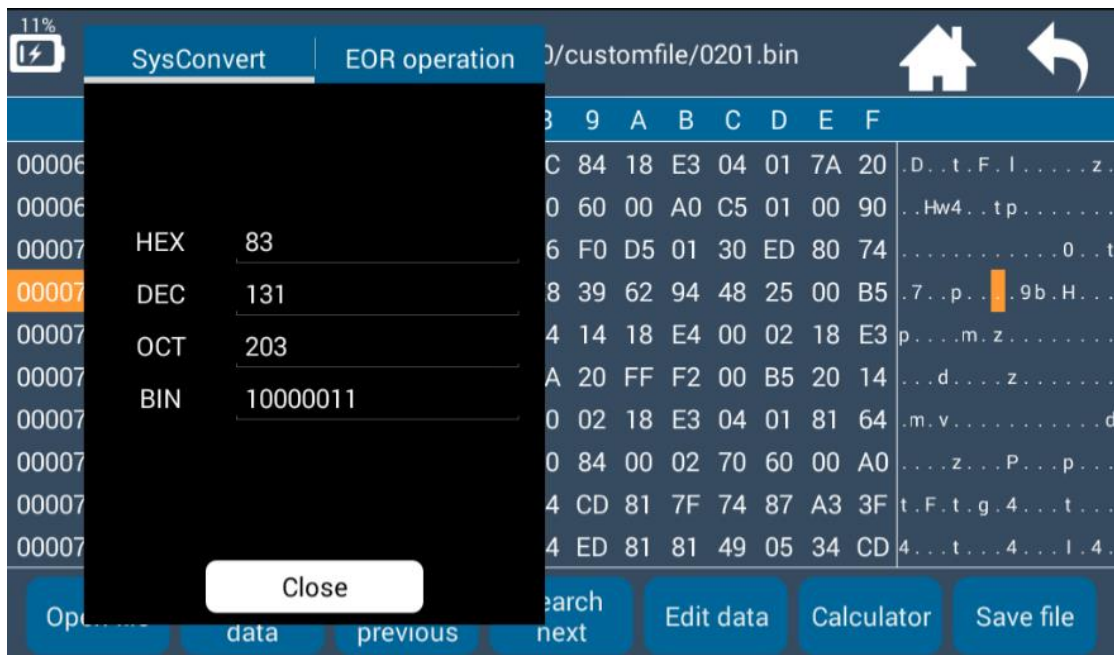 11%
SysConvert EOR operation
0/customfile/0201.bin
9 A B C D E F
00006 C 84 18 E3 04 01 7A 20 .D..t.F.l.....z.
00006 0 60 00 A0 C5 01 00 90 ..Hw4..tp.......
00007 6 F0 D5 01 30 ED 80 74 ............0..t
00007 8 39 62 94 48 25 00 B5 .7..p...9b.H...
00007 4 14 18 E4 00 02 18 E3 p....m.z........
00007 A 20 FF F2 00 B5 20 14 ...d....z.......
00007 0 02 18 E3 04 01 81 64 .m.v...........d
00007 0 84 00 02 70 60 00 A0 ....z...P...p...
00007 4 CD 81 7F 74 87 A3 3F t.F.t.g.4...t...
00007 4 ED 81 81 49 05 34 CD 4...t...4...I.4.
HEX 83
DEC 131
OCT 203
BIN 10000011
Close
data
previous
next
Edit data
Calculator
Save file